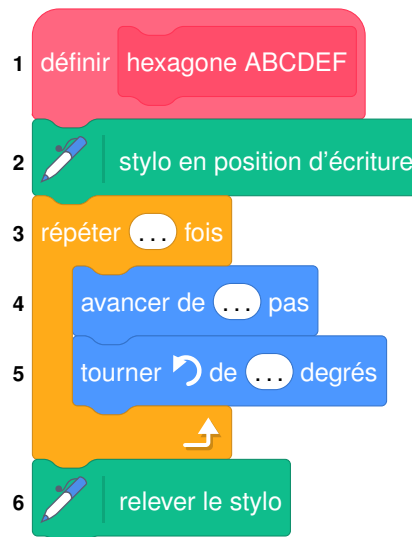 1 définir hexagone ABCDEF
2 stylo en position d’écriture
3 répéter ... fois
4 avancer de ... pas
5 tourner de ... degrés
6 relever le stylo